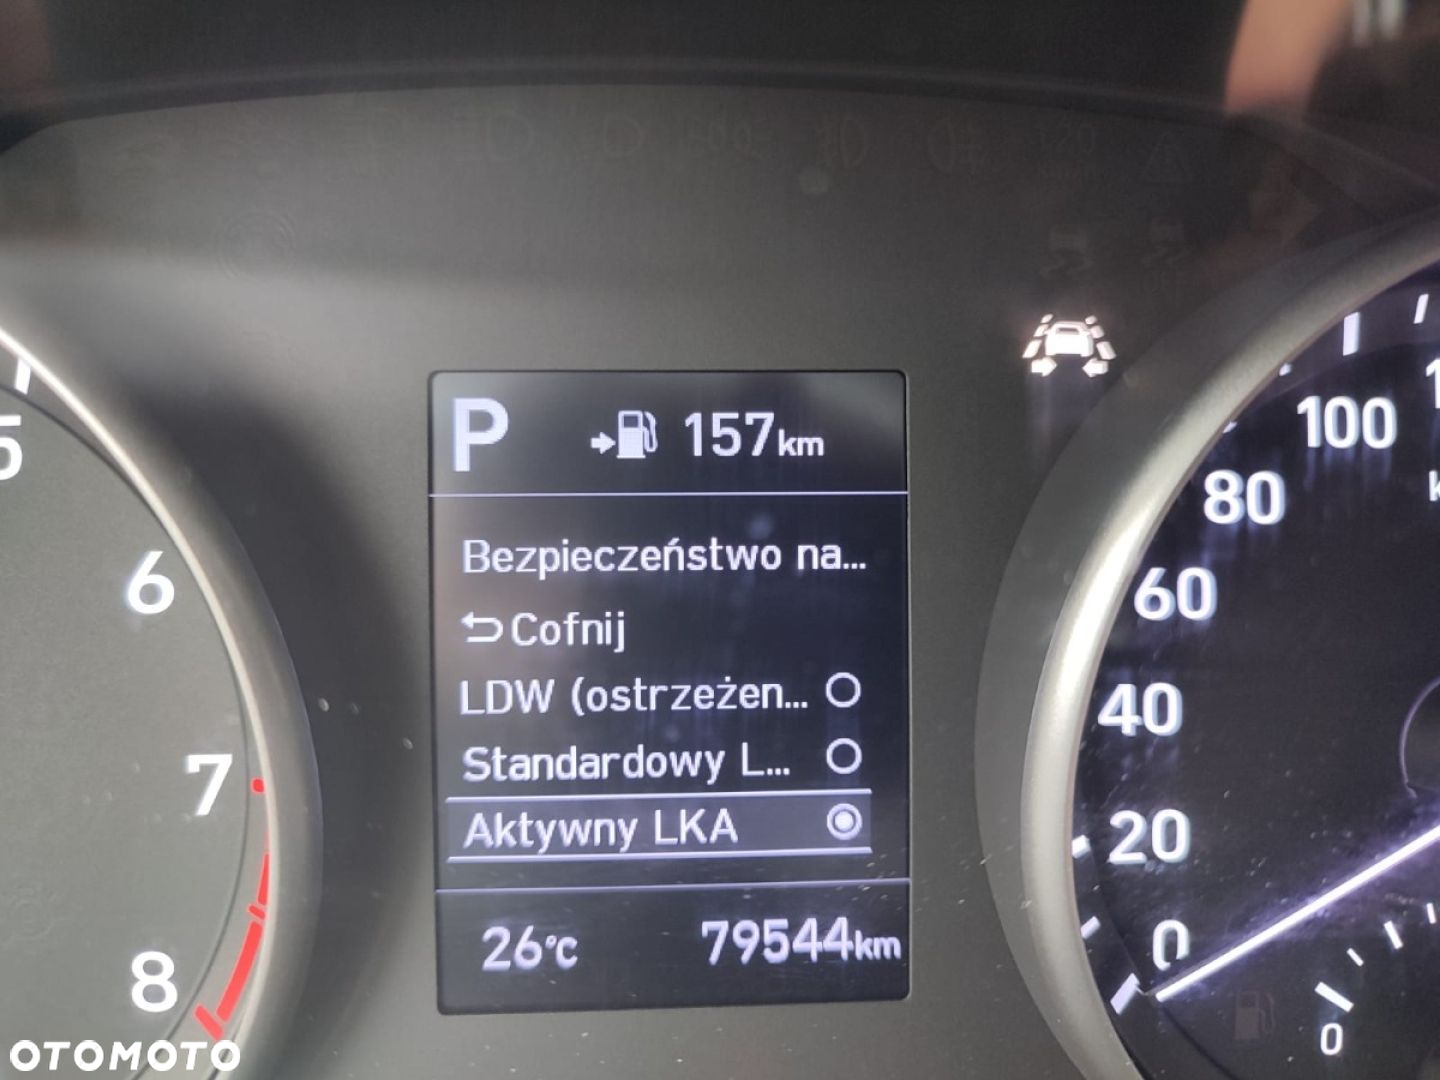 P 157km
Bezpieczeństwo na...
Cofnij
LDW (ostrzeżen...
Standardowy L...
Aktywny LKA
26°C 79544km
5
6
7
8
100
80
60
40
20
0
0
OTOMOTO